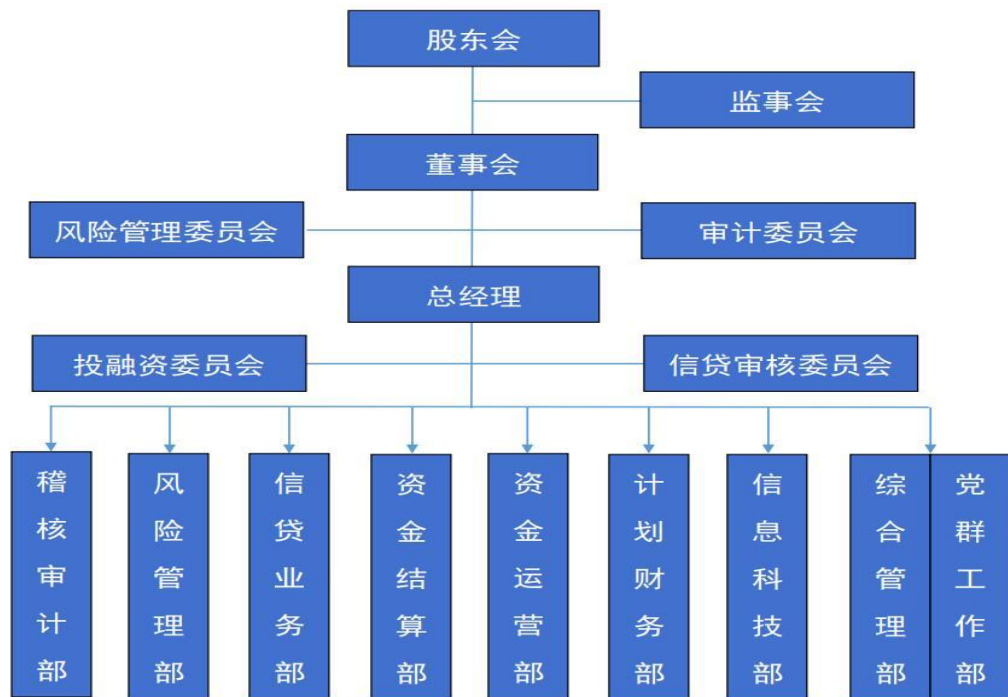 股东会
监事会
董事会
风险管理委员会
审计委员会
总经理
投融资委员会
信贷审核委员会
稽核审计部
风险管理部
信贷业务部
资金结算部
资金运营部
计划财务部
信息科技部
综合管理部
党群工作部